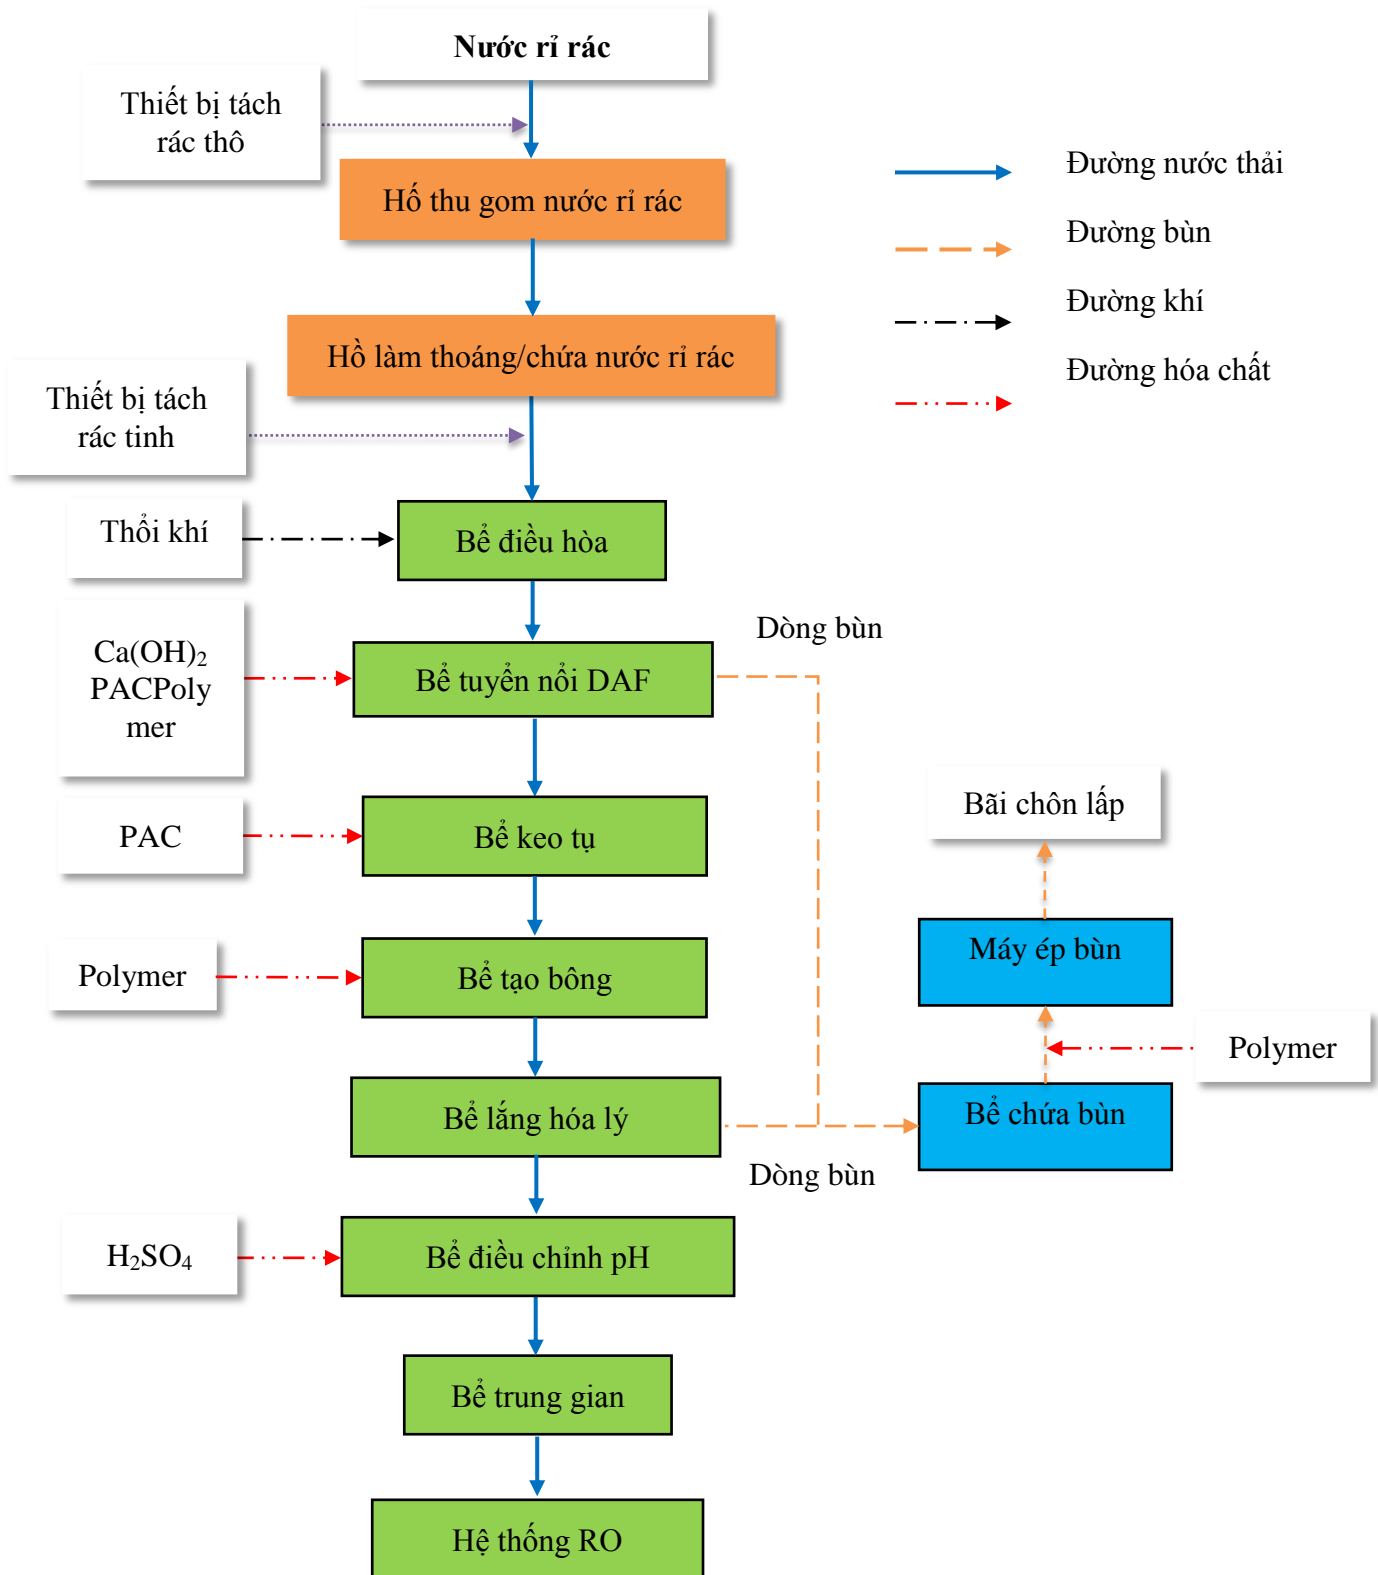 Nước rỉ rác
Thiết bị tách
rác thô
Hố thu gom nước rỉ rác
Hồ làm thoáng/chứa nước rỉ rác
Thiết bị tách
rác tinh
Đường nước thải
Đường bùn
Đường khí
Đường hóa chất
Thổi khí
Bể điều hòa
Ca(OH)₂
PACPoly
mer
Bể tuyển nổi DAF
Dòng bùn
PAC
Bể keo tụ
Polymer
Bể tạo bông
Bể lắng hóa lý
Dòng bùn
Bãi chôn lấp
Máy ép bùn
Polymer
Bể chứa bùn
H₂SO₄
Bể điều chỉnh pH
Bể trung gian
Hệ thống RO